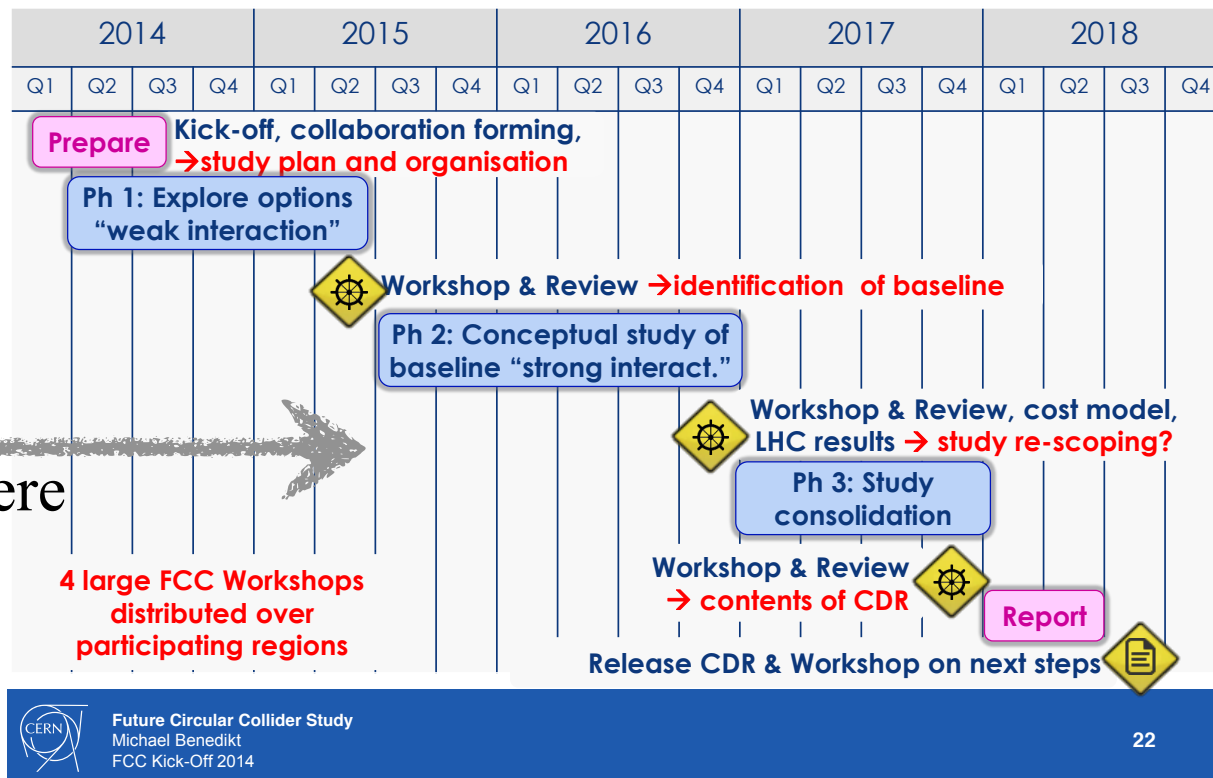 2014 2015 2016 2017 2018
Q1 Q2 Q3 Q4 Q1 Q2 Q3 Q4 Q1 Q2 Q3 Q4 Q1 Q2 Q3 Q4 Q1 Q2 Q3 Q4
Prepare
Kick-off, collaboration forming,
→study plan and organisation
Ph 1: Explore options
“weak interaction”
Workshop & Review →identification of baseline
Ph 2: Conceptual study of
baseline “strong interact.”
Workshop & Review, cost model,
LHC results → study re-scoping?
ere
Ph 3: Study
consolidation
4 large FCC Workshops
distributed over
participating regions
Workshop & Review
→ contents of CDR
Report
Release CDR & Workshop on next steps
CERN
Future Circular Collider Study
Michael Benedikt
FCC Kick-Off 2014
22